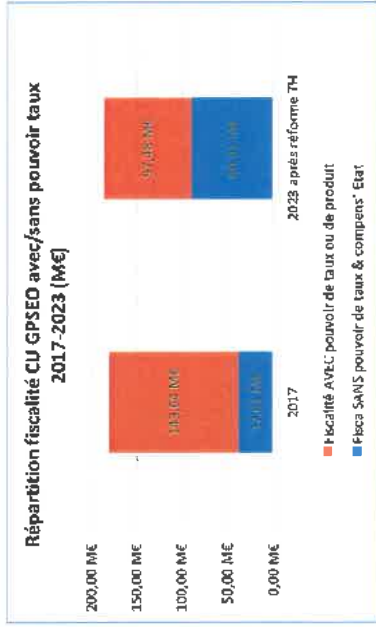 Répartition fiscalité CU GPSEO avec/sans pouvoir taux
2017-2023 (M€)
200,00 M€
150,00 M€
100,00 M€
50,00 M€
0,00 M€
143,04 M€
2017
2023 après réforme TH
Fiscalité AVEC pouvoir de taux ou de produit
Fisca SANS pouvoir de taux & compens° Etat